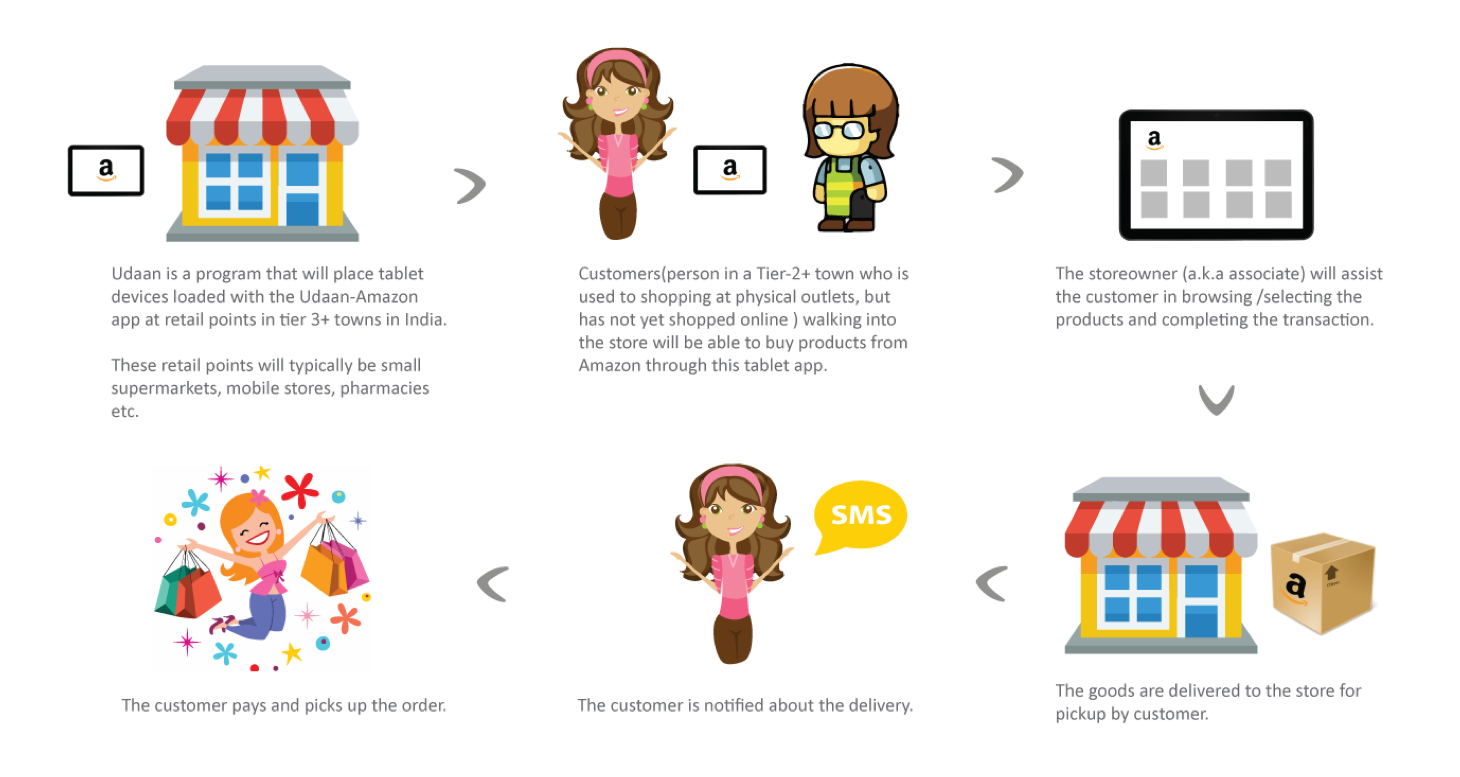 a
Udaan is a program that will place tablet
devices loaded with the Udaan-Amazon
app at retail points in tier 3+ towns in India.
These retail points will typically be small
supermarkets, mobile stores, pharmacies
etc.
a
Customers(person in a Tier-2+ town who is
used to shopping at physical outlets, but
has not yet shopped online ) walking into
the store will be able to buy products from
Amazon through this tablet app.
a
The storeowner (a.k.a associate) will assist
the customer in browsing /selecting the
products and completing the transaction.
a
The goods are delivered to the store for
pickup by customer.
SMS
The customer is notified about the delivery.
The customer pays and picks up the order.